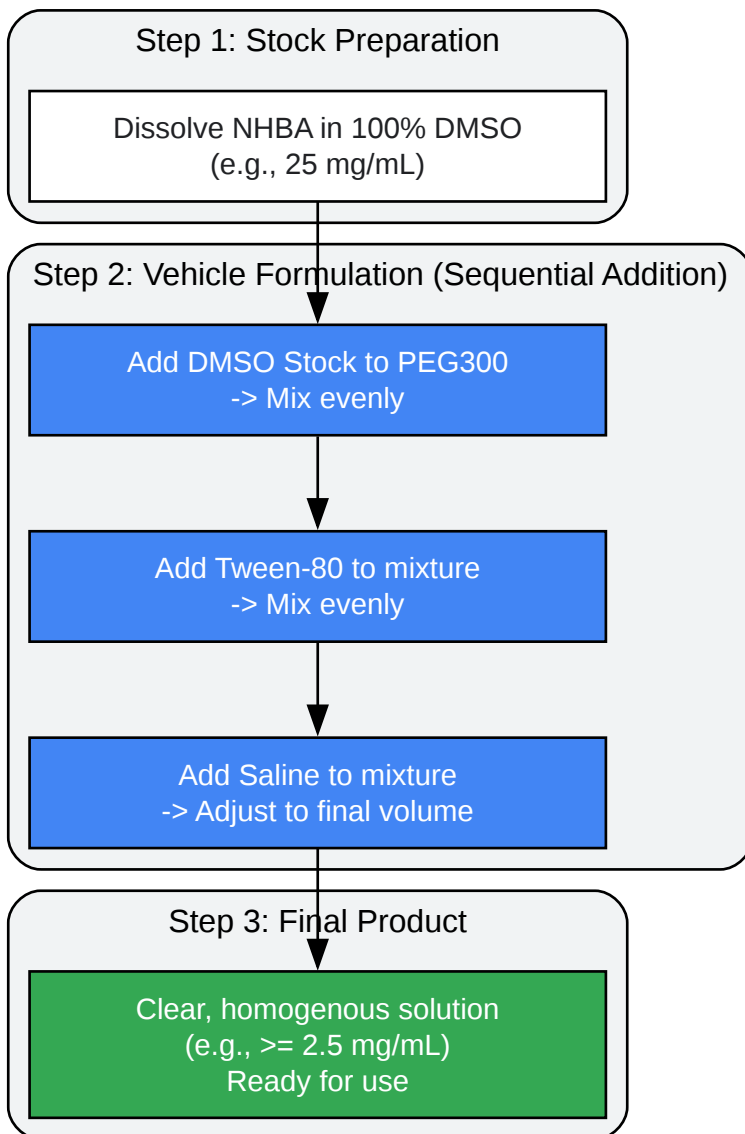 Step 1: Stock Preparation
Dissolve NHBA in 100% DMSO
(e.g., 25 mg/mL)
Step 2: Vehicle Formulation (Sequential Addition)
Add DMSO Stock to PEG300
-> Mix evenly
Add Tween-80 to mixture
-> Mix evenly
Add Saline to mixture
-> Adjust to final volume
Step 3: Final Product
Clear, homogenous solution
(e.g., >= 2.5 mg/mL)
Ready for use